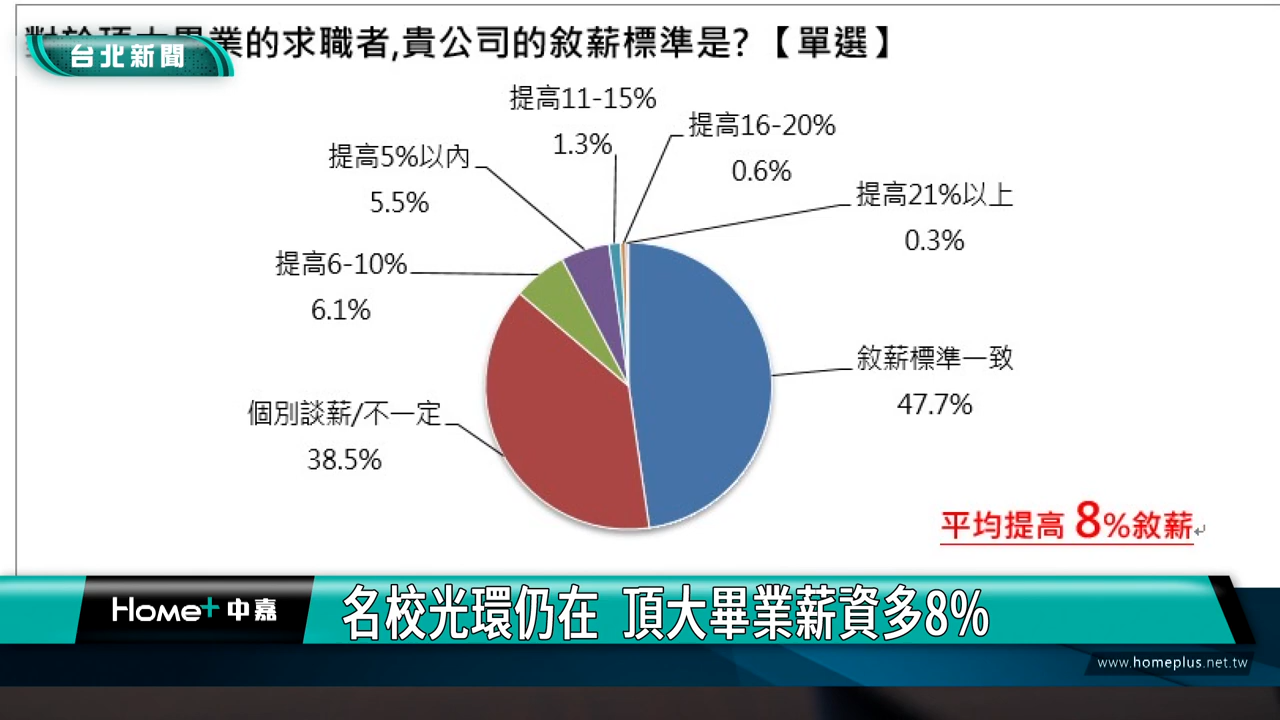 業的求職者,貴公司的敘薪標準是?【單選】
台北新聞
提高11-15%
1.3%
提高16-20%
0.6%
提高5%以內
5.5%
提高21%以上
0.3%
提高6-10%
6.1%
敘薪標準一致
47.7%
個別談薪/不一定
38.5%
平均提高 8%敘薪
Home+中嘉
名校光環仍在 頂大畢業薪資多8%
www.homeplus.net.tw